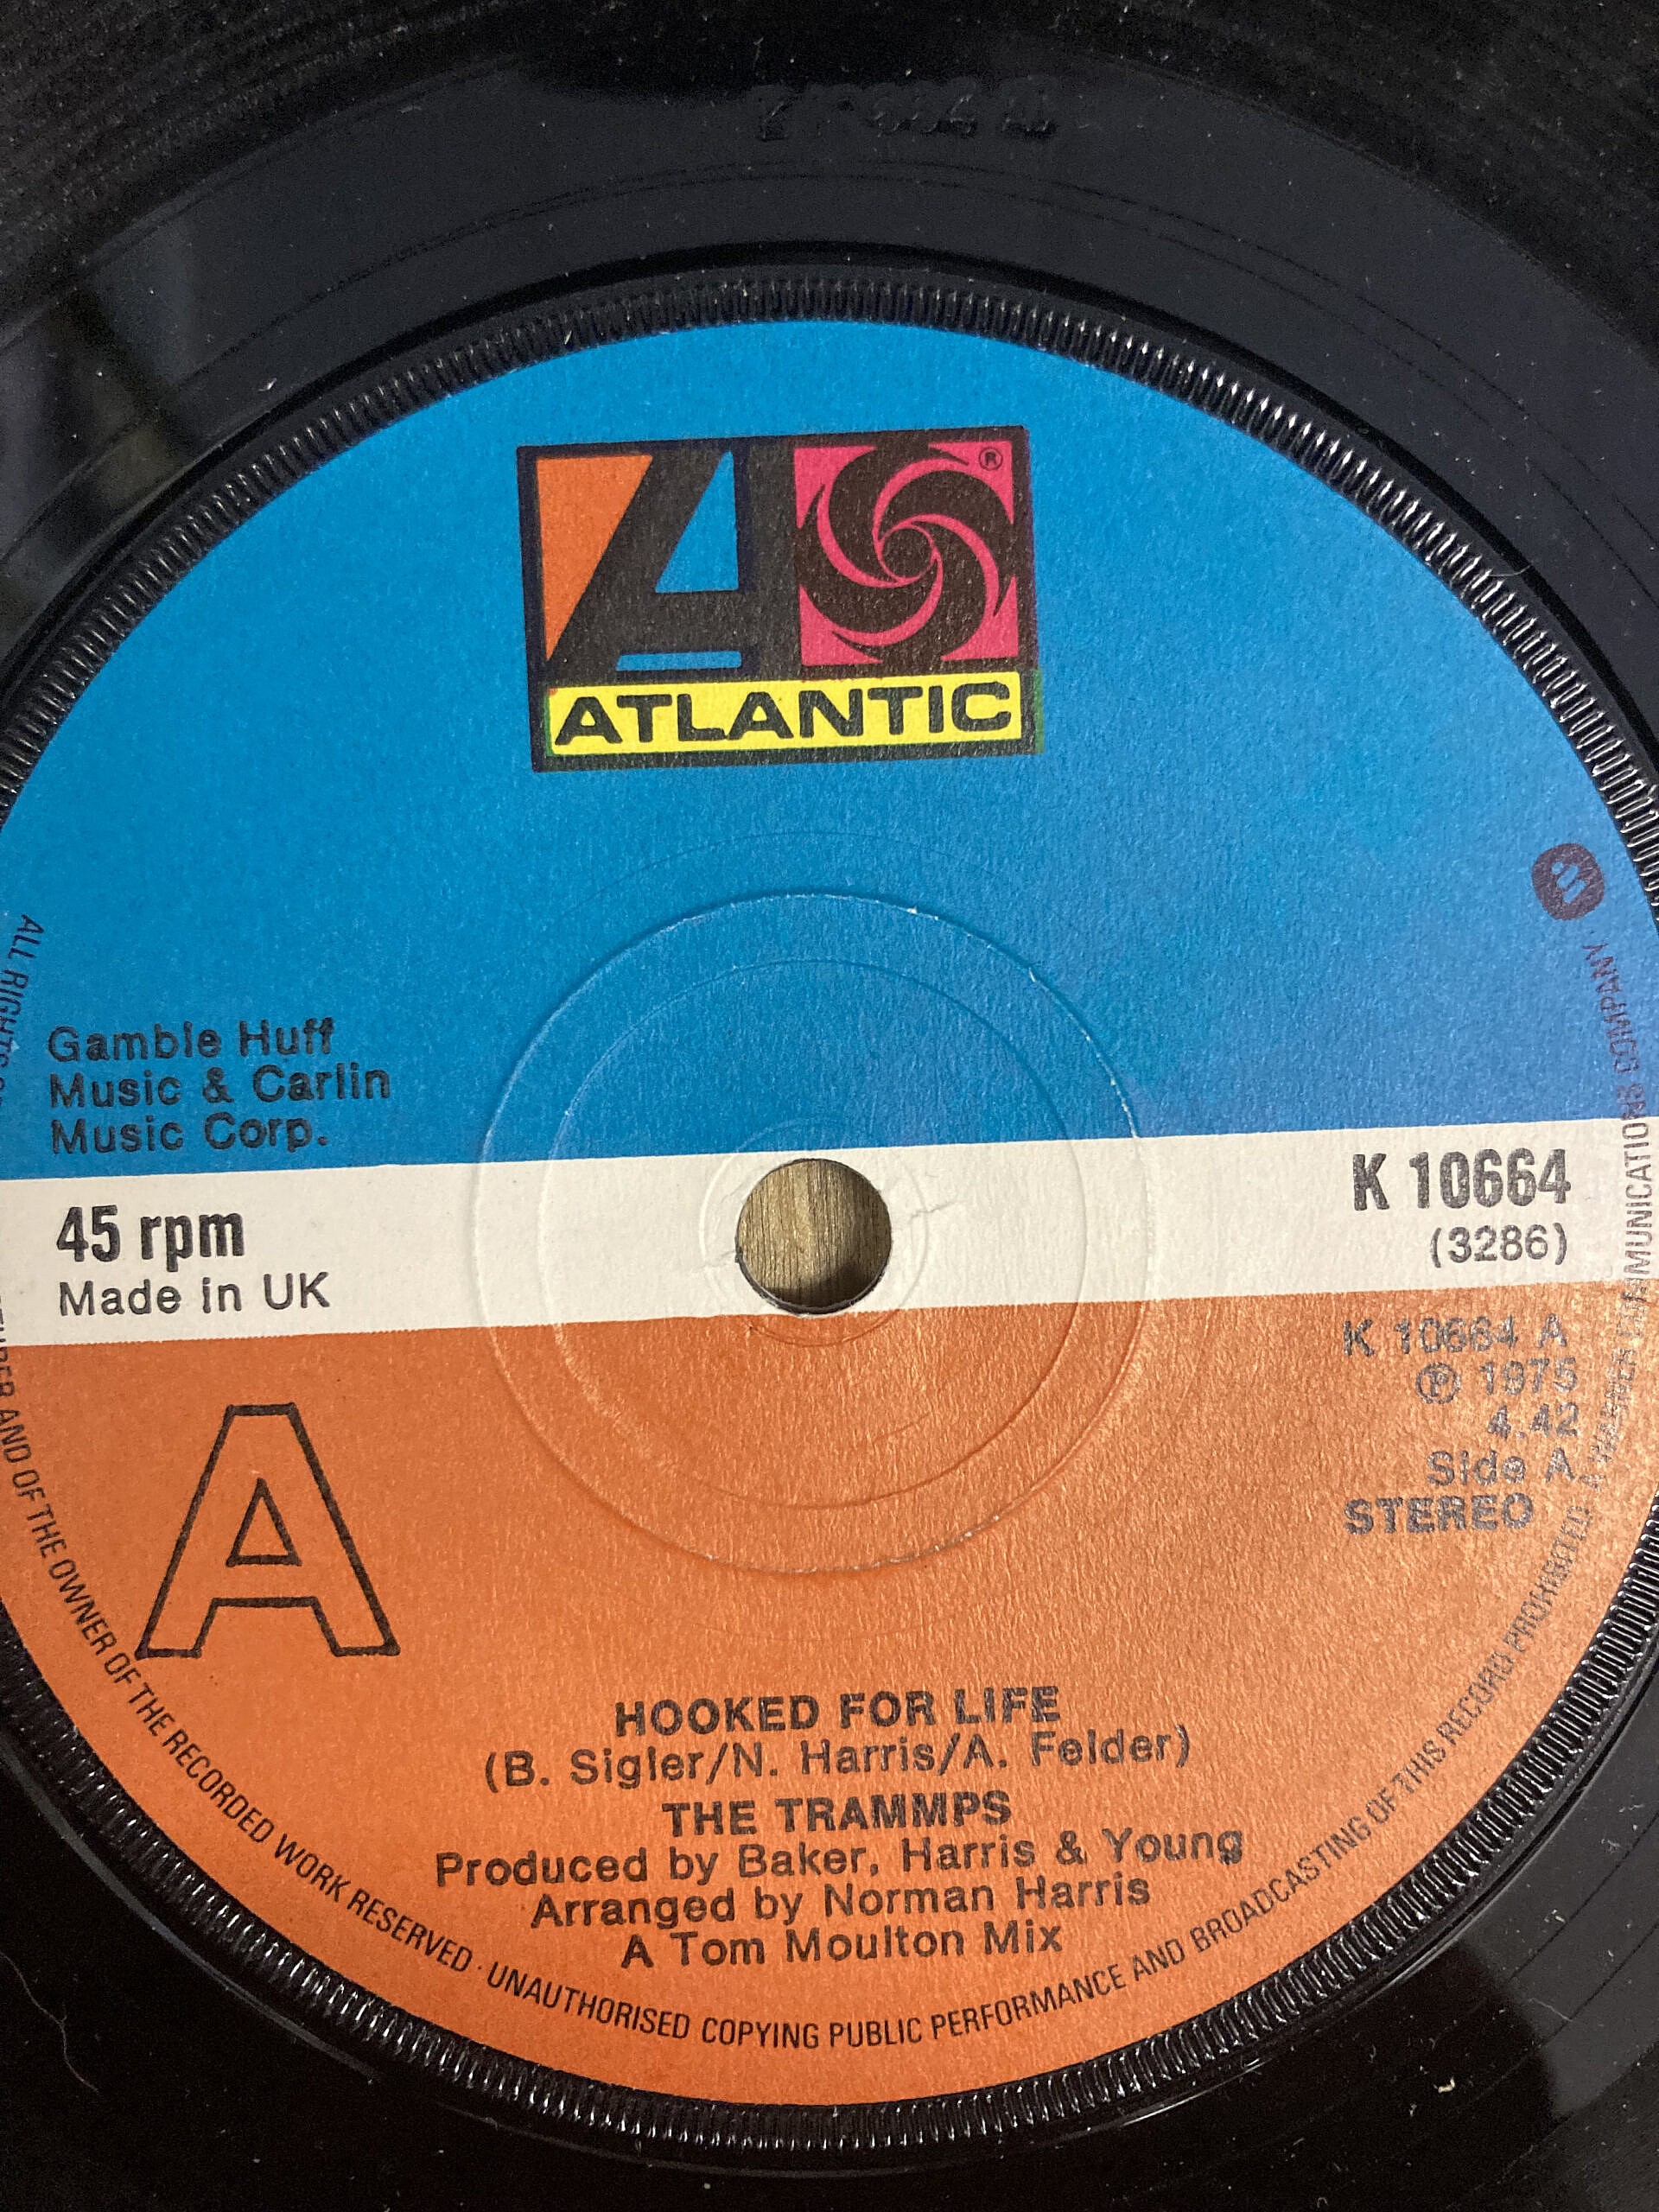 ATLANTIC
®
Gamble Huff
Music & Carlin
Music Corp.
45 rpm
Made in UK
K 10664
(3286)
K 10664 A
℗ 1975
4.42
Side A
STEREO
A
HOOKED FOR LIFE
(B. Sigler/N. Harris/A. Felder)
THE TRAMMPS
Produced by Baker, Harris & Young
Arranged by Norman Harris
A Tom Moulton Mix
ALL RIGHTS
AND OF THE OWNER OF THE RECORDED WORK RESERVED · UNAUTHORISED COPYING PUBLIC PERFORMANCE AND BROADCASTING OF THIS RECORD PROHIBITED
A WARNER COMMUNICATIONS COMPANY.